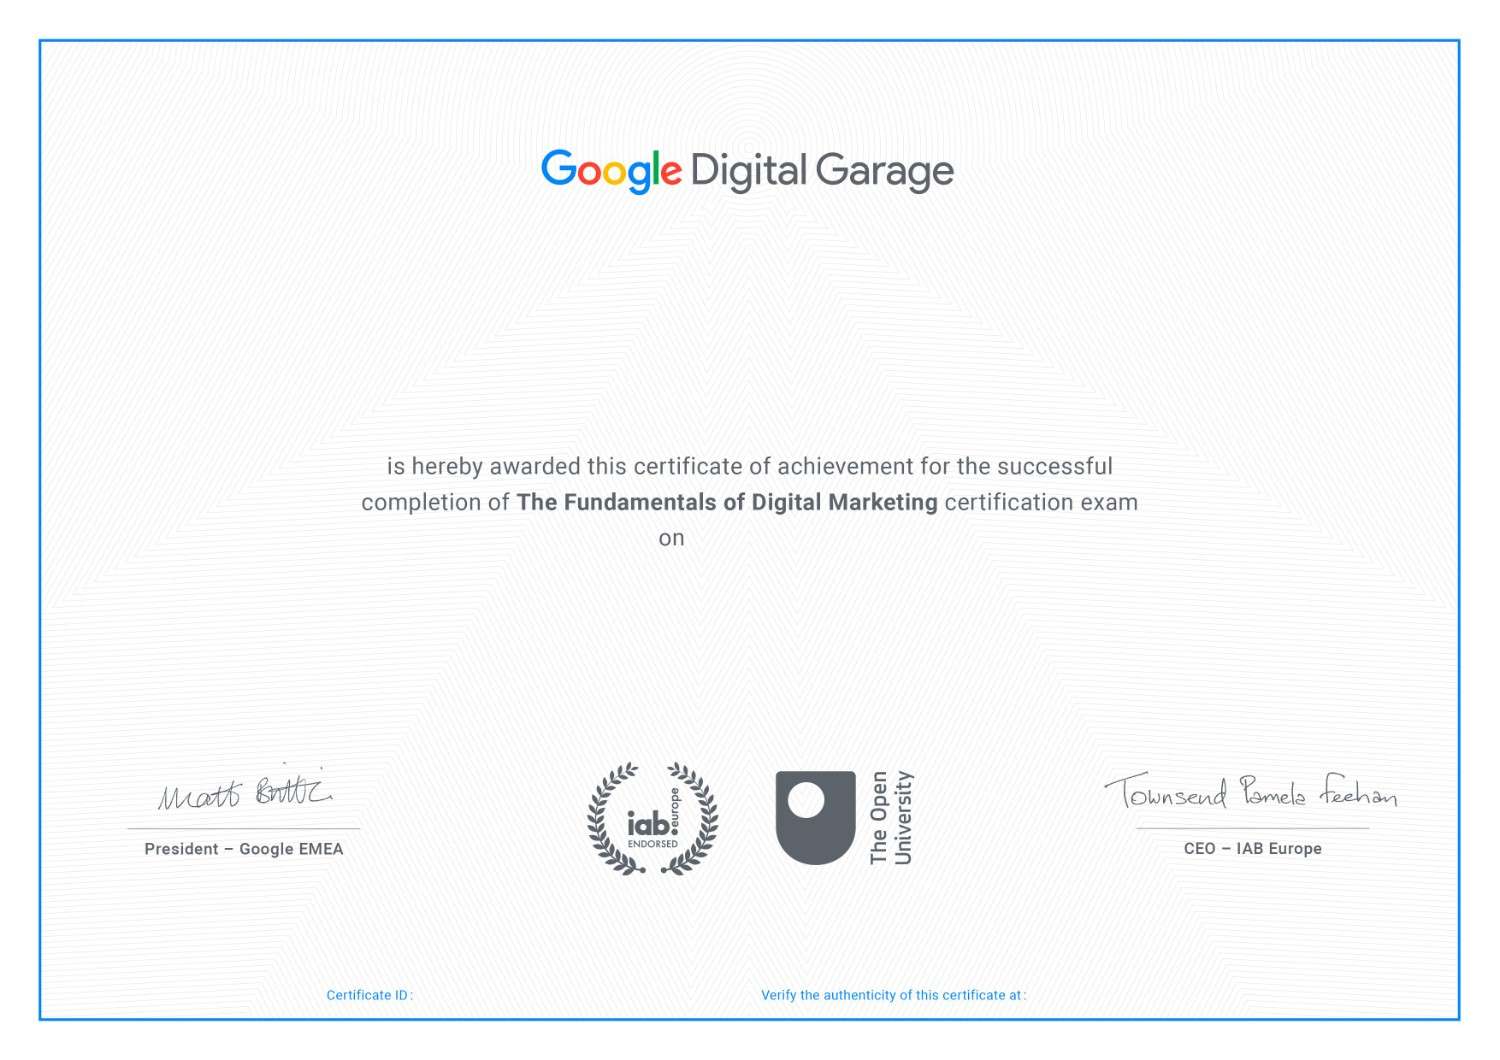 Google Digital Garage
is hereby awarded this certificate of achievement for the successful
completion of The Fundamentals of Digital Marketing certification exam
on
Matt Brittin
President – Google EMEA
iab.europe
ENDORSED
The Open
University
Townsend Pamela Feehan
CEO – IAB Europe
Certificate ID :
Verify the authenticity of this certificate at :